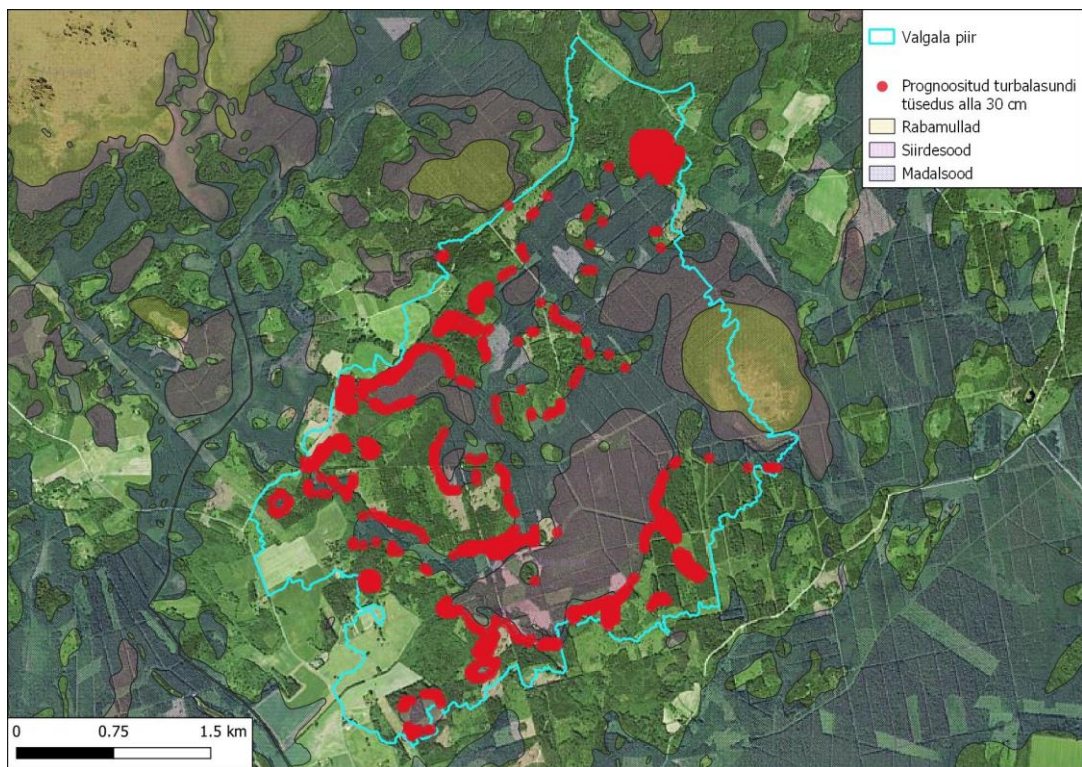 Valgala piir
Prognoositud turbalasundi
tüsedus alla 30 cm
Rabamullad
Siirdesood
Madalsood
0 0.75 1.5 km